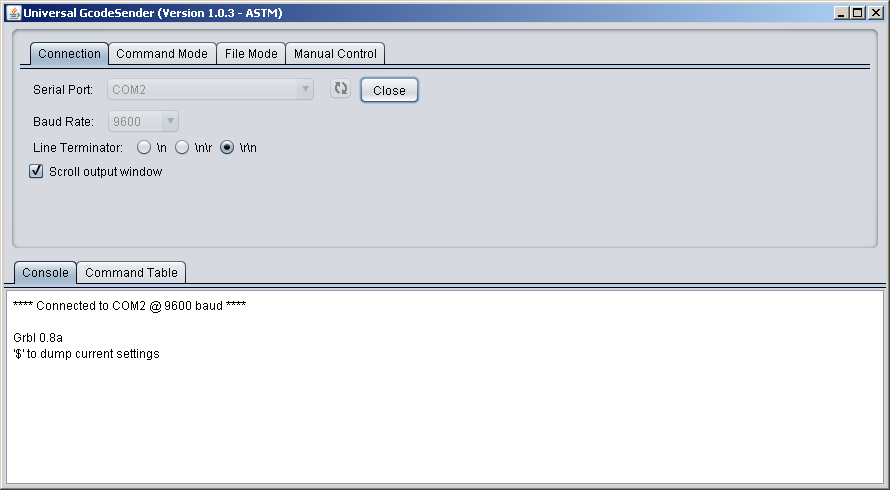 Universal GcodeSender (Version 1.0.3 - ASTM)
Connection Command Mode File Mode Manual Control
Serial Port: COM2 Close
Baud Rate: 9600
Line Terminator: \n \n\r \r\n
Scroll output window
Console Command Table
**** Connected to COM2 @ 9600 baud ****
Grbl 0.8a
'$' to dump current settings